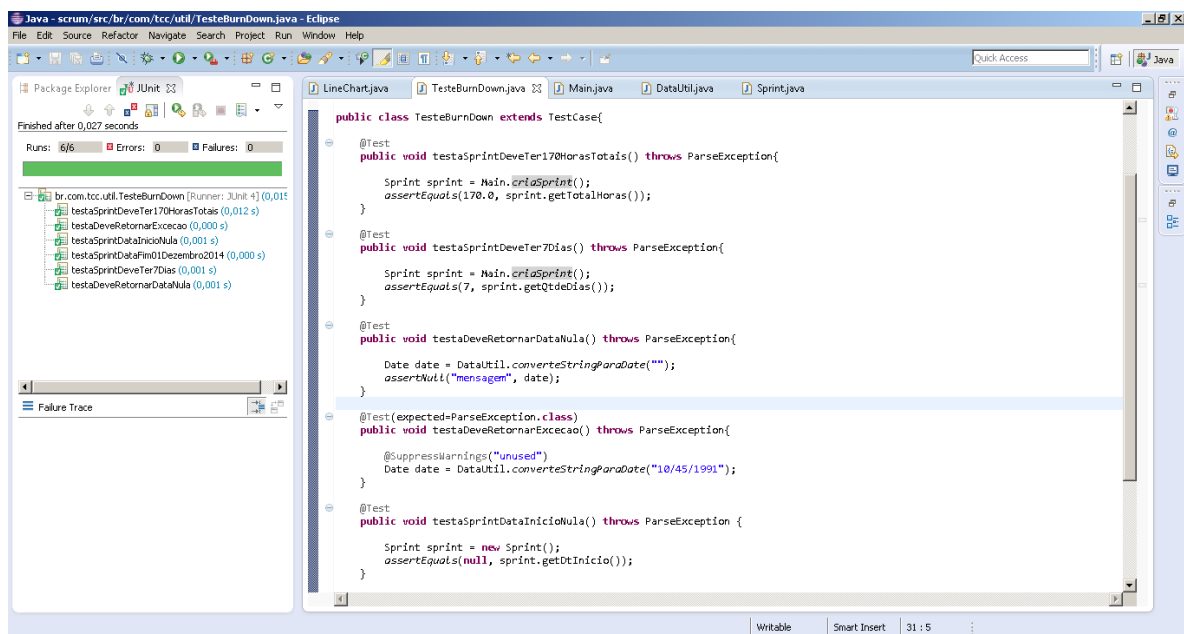 Java - scrum/src/br/com/tcc/util/TesteBurnDown.java - Eclipse
File Edit Source Refactor Navigate Search Project Run Window Help
Quick Access
Java
Package Explorer
JUnit
Finished after 0,027 seconds
Runs: 6/6
Errors: 0
Failures: 0
br.com.tcc.util.TesteBurnDown [Runner: JUnit 4] (0,015
testaSprintDeveTer170HorasTotais (0,012 s)
testaDeveRetornarExcecao (0,000 s)
testaSprintDataInicioNula (0,001 s)
testaSprintDataFim01Dezembro2014 (0,000 s)
testaSprintDeveTer7Dias (0,001 s)
testaDeveRetornarDataNula (0,001 s)
Failure Trace
LineChart.java
TesteBurnDown.java
Main.java
DataUtil.java
Sprint.java
public class TesteBurnDown extends TestCase{
@Test
public void testaSprintDeveTer170HorasTotais() throws ParseException{
Sprint sprint = Main.criaSprint();
assertEquals(170.0, sprint.getTotalHoras());
}
@Test
public void testaSprintDeveTer7Dias() throws ParseException{
Sprint sprint = Main.criaSprint();
assertEquals(7, sprint.getQtdeDias());
}
@Test
public void testaDeveRetornarDataNula() throws ParseException{
Date date = DataUtil.converteStringParaDate("");
assertNull("mensagem", date);
}
@Test(expected=ParseException.class)
public void testaDeveRetornarExcecao() throws ParseException{
@SuppressWarnings("unused")
Date date = DataUtil.converteStringParaDate("10/45/1991");
}
@Test
public void testaSprintDataInicioNula() throws ParseException {
Sprint sprint = new Sprint();
assertEquals(null, sprint.getDtInicio());
}
Writable
Smart Insert
31 : 5